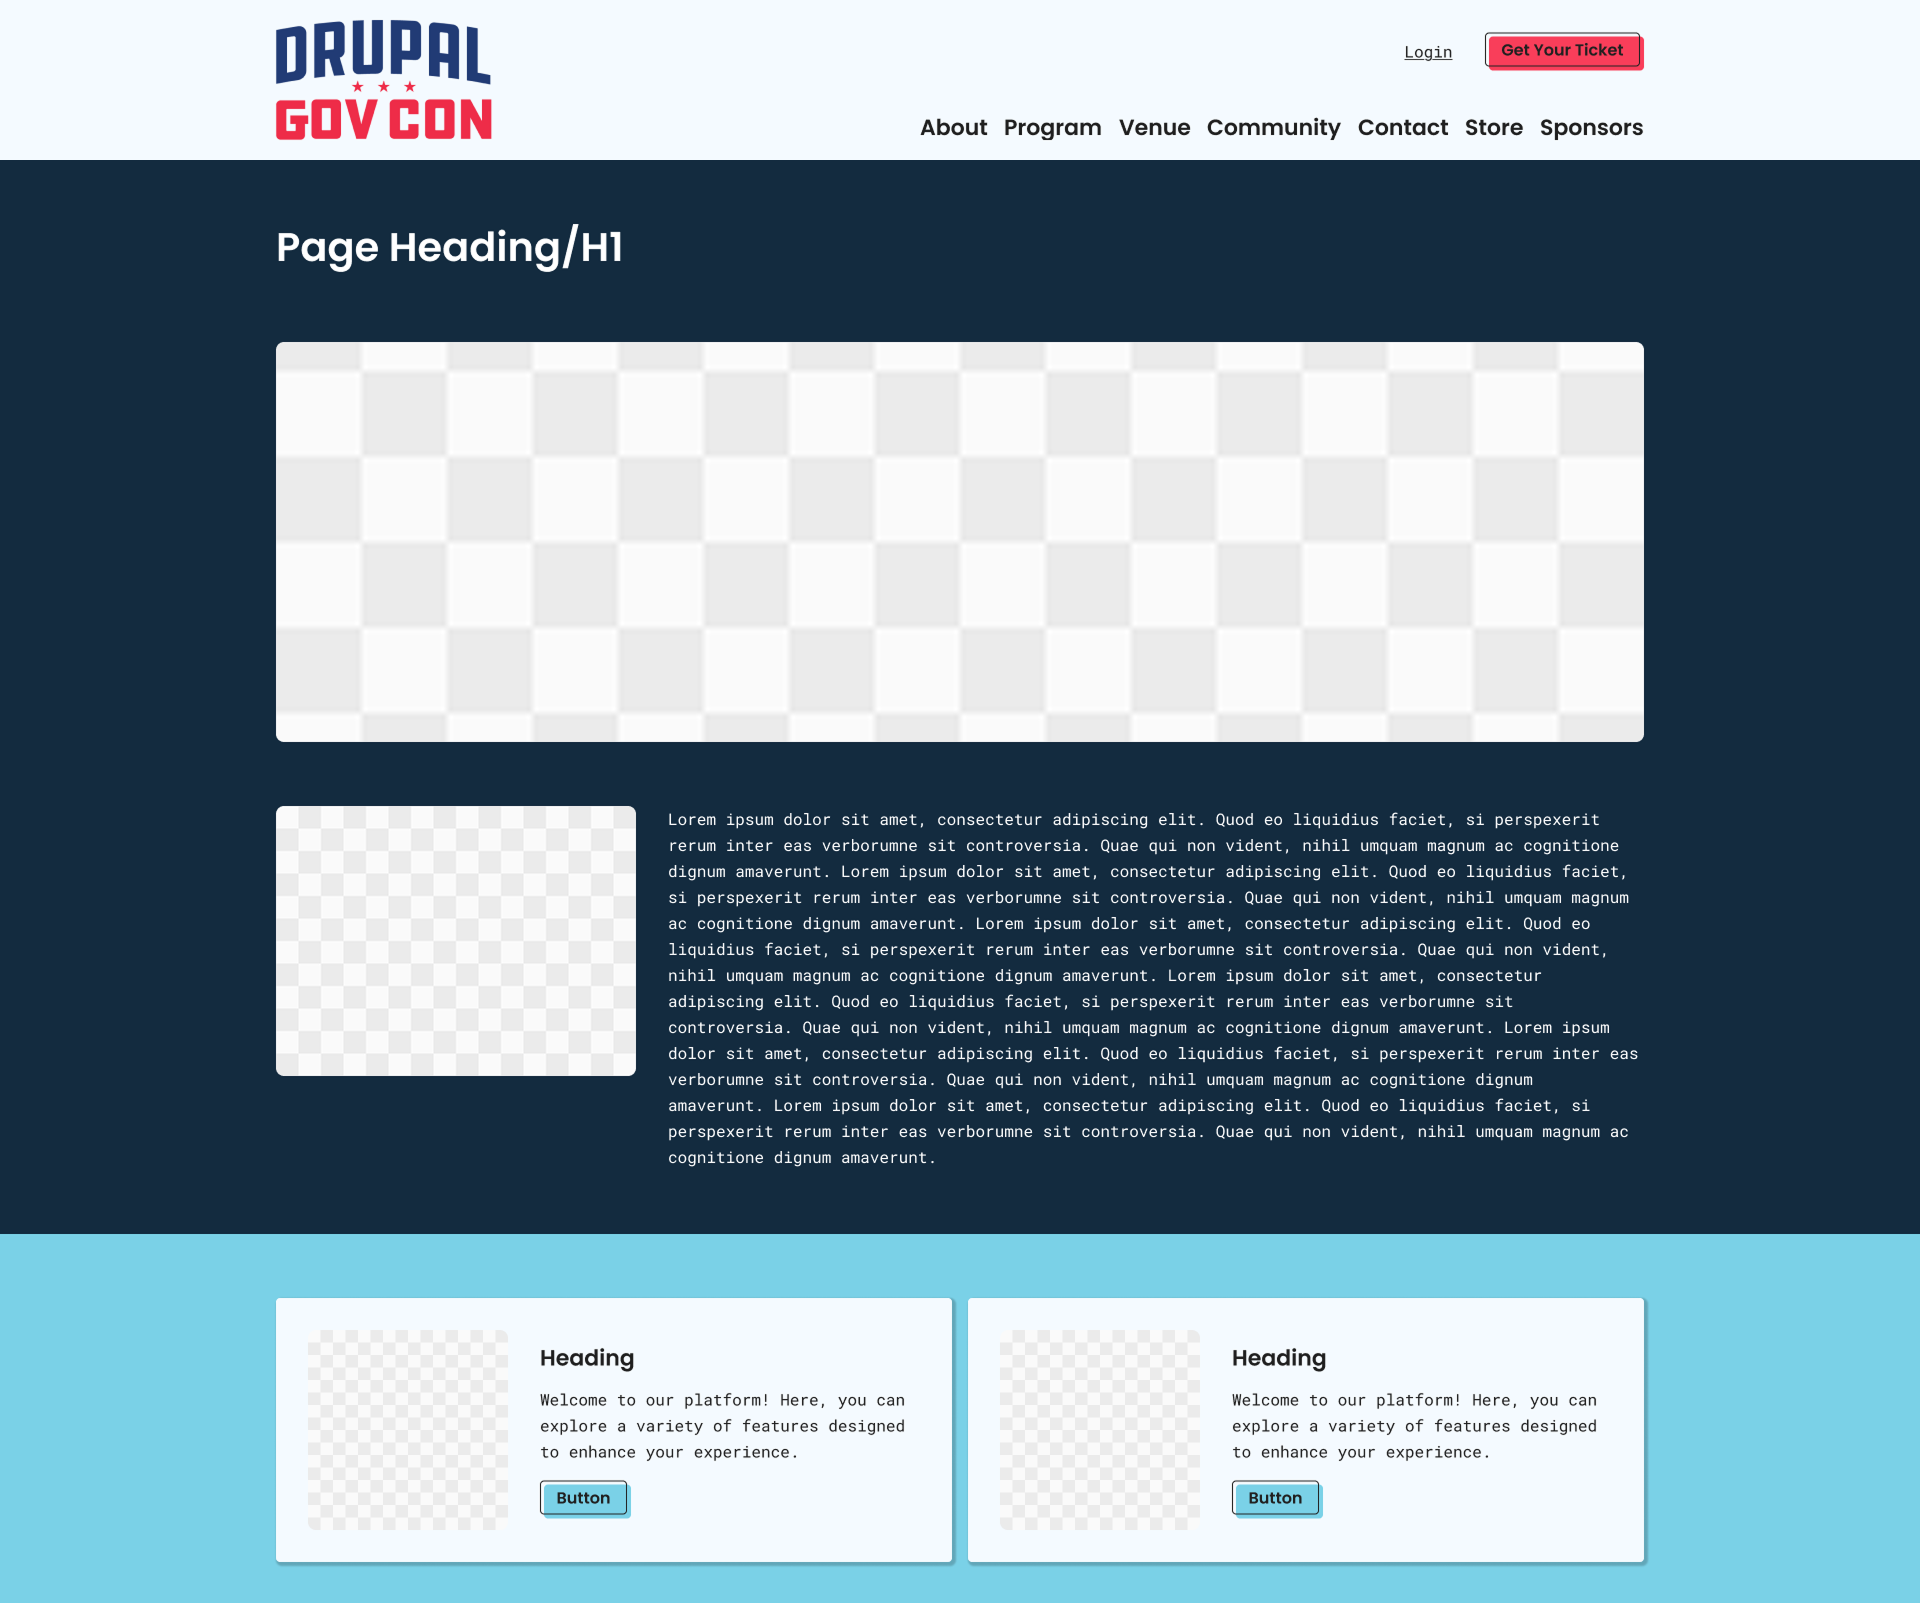 DRUPAL
GOV CON
Login
Get Your Ticket
About Program Venue Community Contact Store Sponsors
Page Heading/H1
Lorem ipsum dolor sit amet, consectetur adipiscing elit. Quod eo liquidius faciet, si perspexerit
rerum inter eas verborumne sit controversia. Quae qui non vident, nihil umquam magnum ac cognitione
dignum amaverunt. Lorem ipsum dolor sit amet, consectetur adipiscing elit. Quod eo liquidius faciet,
si perspexerit rerum inter eas verborumne sit controversia. Quae qui non vident, nihil umquam magnum
ac cognitione dignum amaverunt. Lorem ipsum dolor sit amet, consectetur adipiscing elit. Quod eo
liquidius faciet, si perspexerit rerum inter eas verborumne sit controversia. Quae qui non vident,
nihil umquam magnum ac cognitione dignum amaverunt. Lorem ipsum dolor sit amet, consectetur
adipiscing elit. Quod eo liquidius faciet, si perspexerit rerum inter eas verborumne sit
controversia. Quae qui non vident, nihil umquam magnum ac cognitione dignum amaverunt. Lorem ipsum
dolor sit amet, consectetur adipiscing elit. Quod eo liquidius faciet, si perspexerit rerum inter eas
verborumne sit controversia. Quae qui non vident, nihil umquam magnum ac cognitione dignum
amaverunt. Lorem ipsum dolor sit amet, consectetur adipiscing elit. Quod eo liquidius faciet, si
perspexerit rerum inter eas verborumne sit controversia. Quae qui non vident, nihil umquam magnum ac
cognitione dignum amaverunt.
Heading
Welcome to our platform! Here, you can
explore a variety of features designed
to enhance your experience.
Button
Heading
Welcome to our platform! Here, you can
explore a variety of features designed
to enhance your experience.
Button